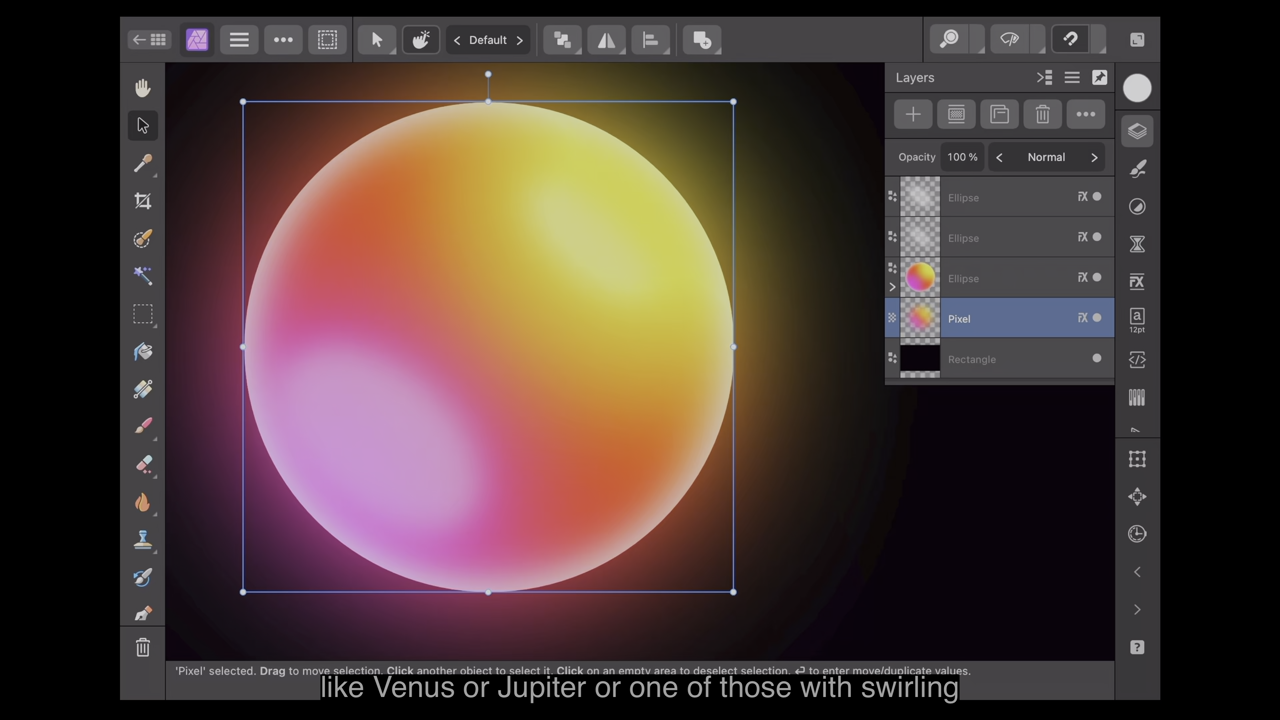 Default
Layers
Opacity 100 % Normal
Ellipse
Ellipse
Ellipse
Pixel
Rectangle
a
12pt
'Pixel' selected. Drag to move selection. Click another object to select it. Click on an empty area to deselect selection. ↵ to enter move/duplicate values.
like Venus or Jupiter or one of those with swirling